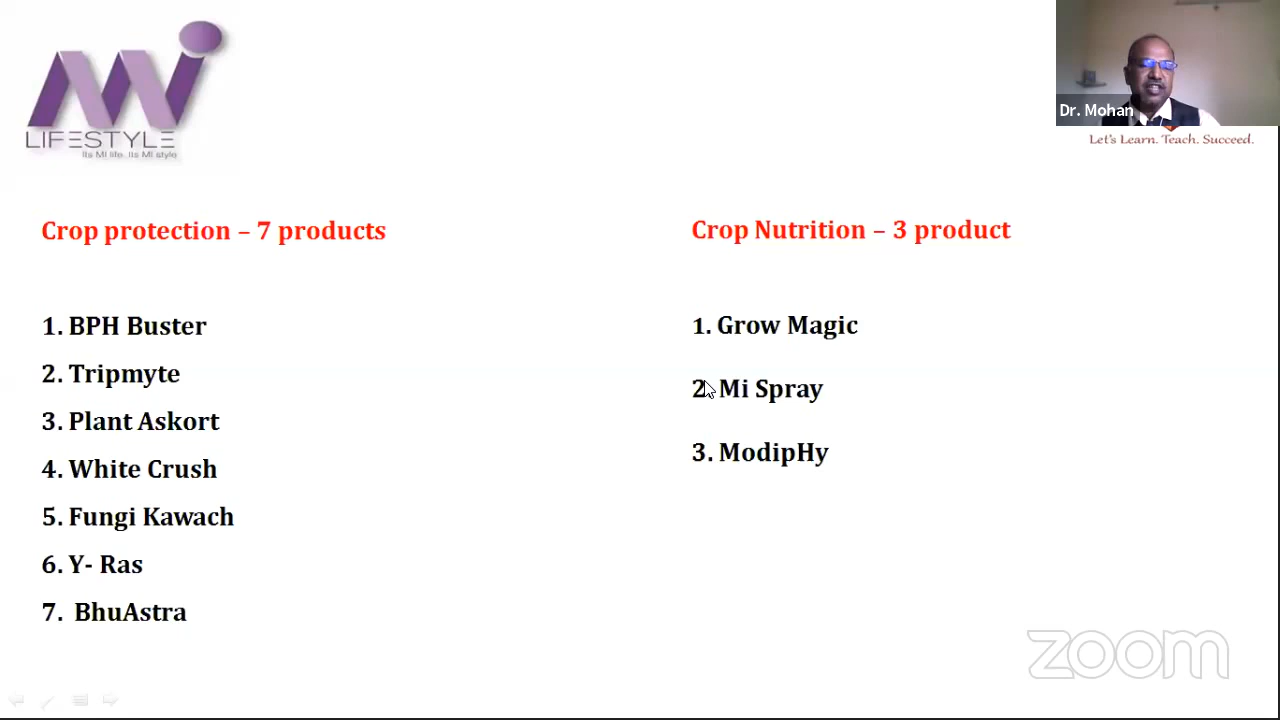 Mi
LIFESTYLE
Its Mi life. Its Mi style
Dr. Mohan
Let's Learn. Teach. Succeed.
Crop protection – 7 products
1. BPH Buster
2. Tripmyte
3. Plant Askort
4. White Crush
5. Fungi Kawach
6. Y- Ras
7. BhuAstra
Crop Nutrition – 3 product
1. Grow Magic
2. Mi Spray
3. ModipHy
zoom